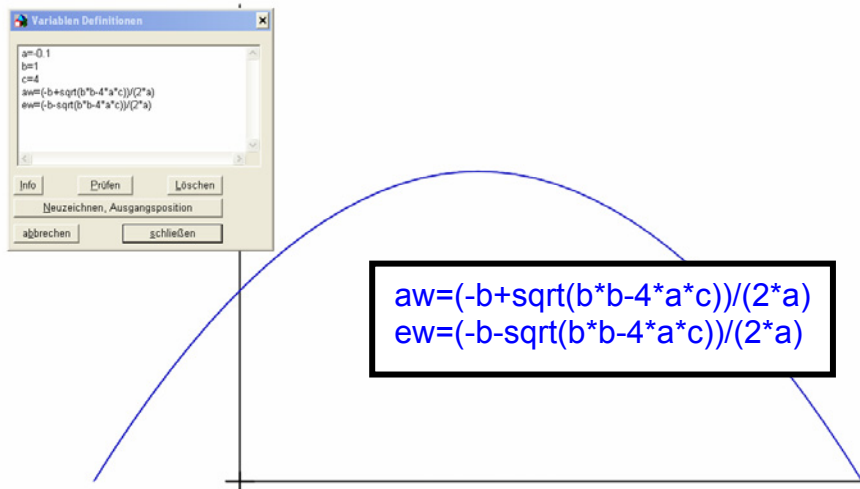 Variablen Definitionen
a=-0.1
b=1
c=4
aw=(-b+sqrt(b*b-4*a*c))/(2*a)
ew=(-b-sqrt(b*b-4*a*c))/(2*a)
Info Prüfen Löschen
Neuzeichnen, Ausgangsposition
abbrechen schließen
aw=(-b+sqrt(b*b-4*a*c))/(2*a)
ew=(-b-sqrt(b*b-4*a*c))/(2*a)